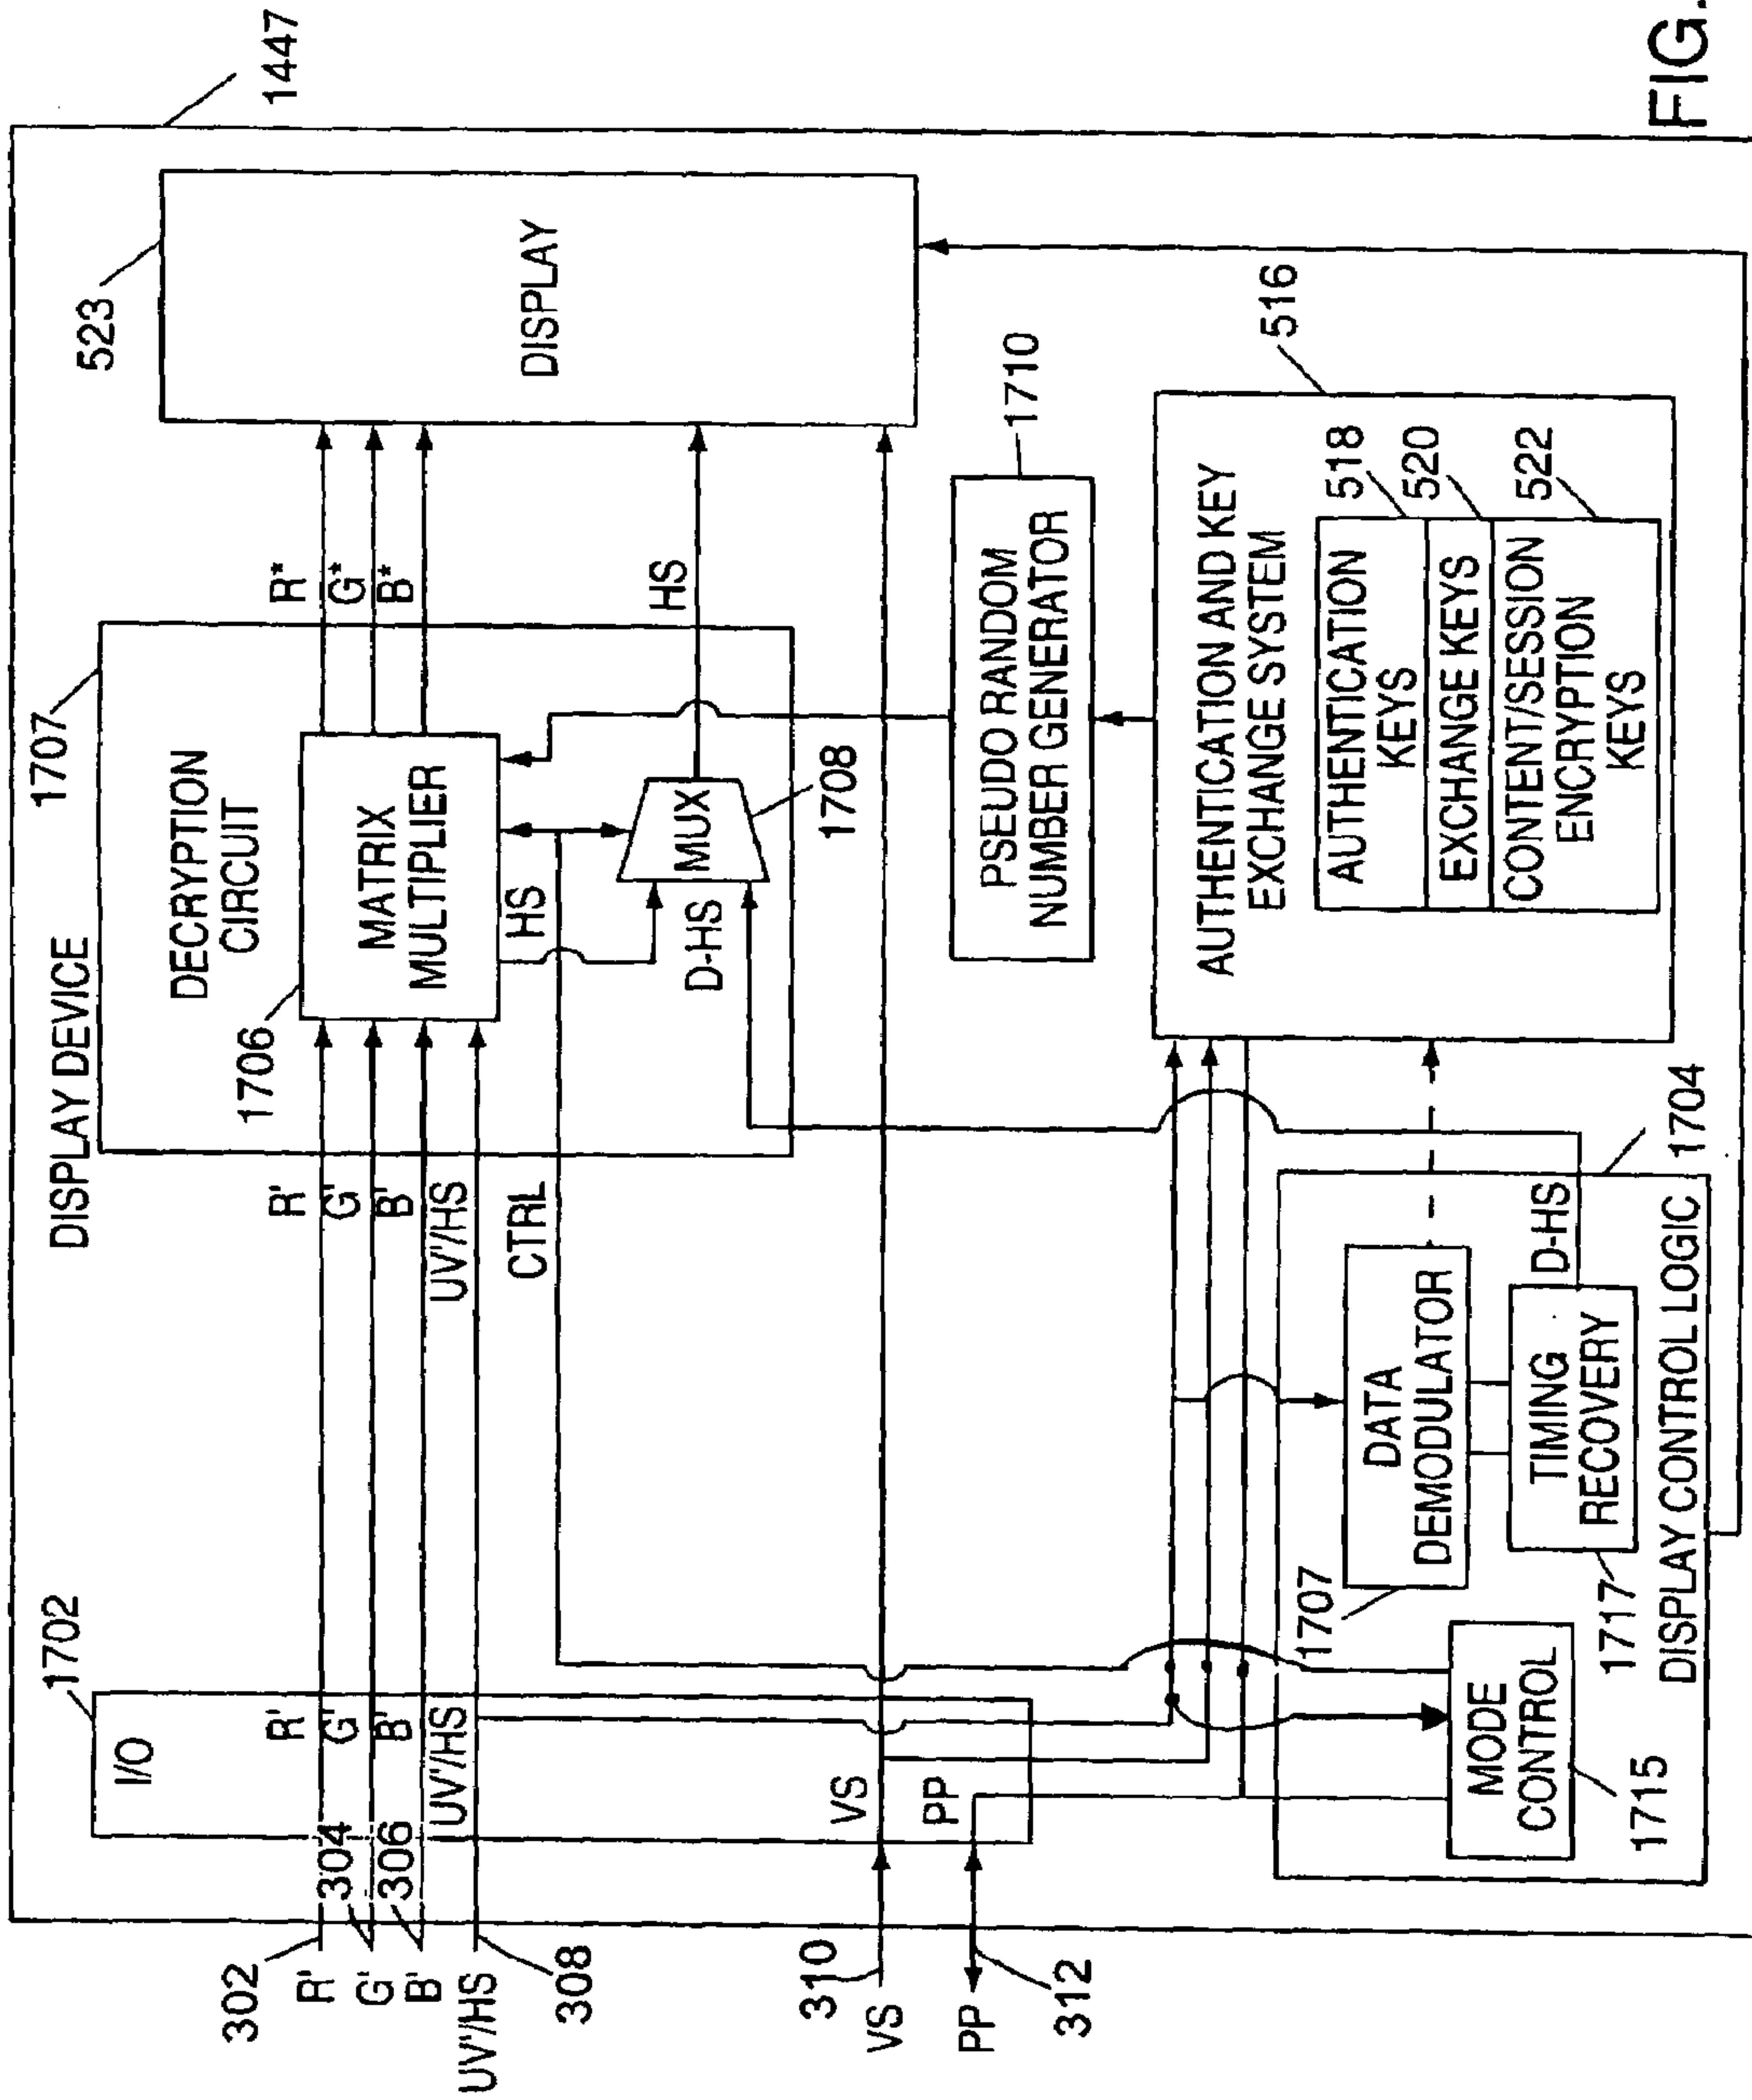 1447
DISPLAY DEVICE
1707
523
DECRYPTION
CIRCUIT
1702
I/O
1706
MATRIX
MULTIPLIER
DISPLAY
302
304
306
308
R'
G'
B'
UV'/HS
R'
G'
B'
UV'/HS
R'
G'
B'
UV'/HS
R*
G*
B*
CTRL
HS
D-HS
MUX
1708
HS
310
VS
VS
PP
PP
312
PSEUDO RANDOM
NUMBER GENERATOR
1710
AUTHENTICATION AND KEY
EXCHANGE SYSTEM
516
AUTHENTICATION
KEYS
518
EXCHANGE KEYS
520
CONTENT/SESSION
ENCRYPTION
KEYS
522
MODE
CONTROL
1715
1707
DATA
DEMODULATOR
TIMING
RECOVERY
1717
D-HS
1704
DISPLAY CONTROL LOGIC
FIG.